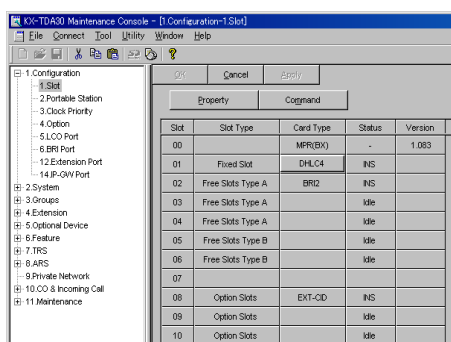 KX-TDA30 Maintenance Console - [1.Configuration-1.Slot]
File Connect Tool Utility Window Help
1.Configuration
1.Slot
2.Portable Station
3.Clock Priority
4.Option
5.LCO Port
6.BRI Port
12.Extension Port
14.IP-GW Port
2.System
3.Groups
4.Extension
5.Optional Device
6.Feature
7.TRS
8.ARS
9.Private Network
10.CO & Incoming Call
11.Maintenance
OK Cancel Apply
Property Command
Slot Slot Type Card Type Status Version
00 MPR(BX) - 1.083
01 Fixed Slot DHLC4 INS
02 Free Slots Type A BRI2 INS
03 Free Slots Type A Idle
04 Free Slots Type A Idle
05 Free Slots Type B Idle
06 Free Slots Type B Idle
07
08 Option Slots EXT-CID INS
09 Option Slots Idle
10 Option Slots Idle